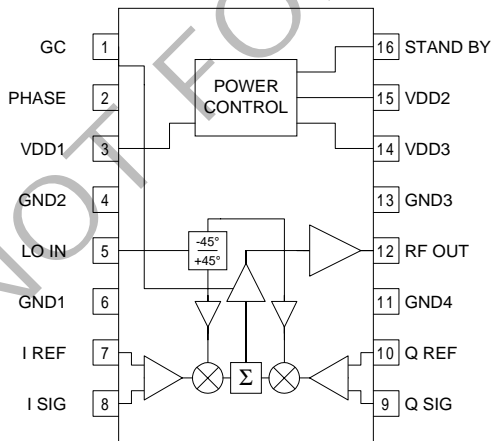 NOT FO
GC 1
PHASE 2
VDD1 3
GND2 4
LO IN 5
GND1 6
I REF 7
I SIG 8
POWER
CONTROL
-45°
+45°
Σ
16 STAND BY
15 VDD2
14 VDD3
13 GND3
12 RF OUT
11 GND4
10 Q REF
9 Q SIG